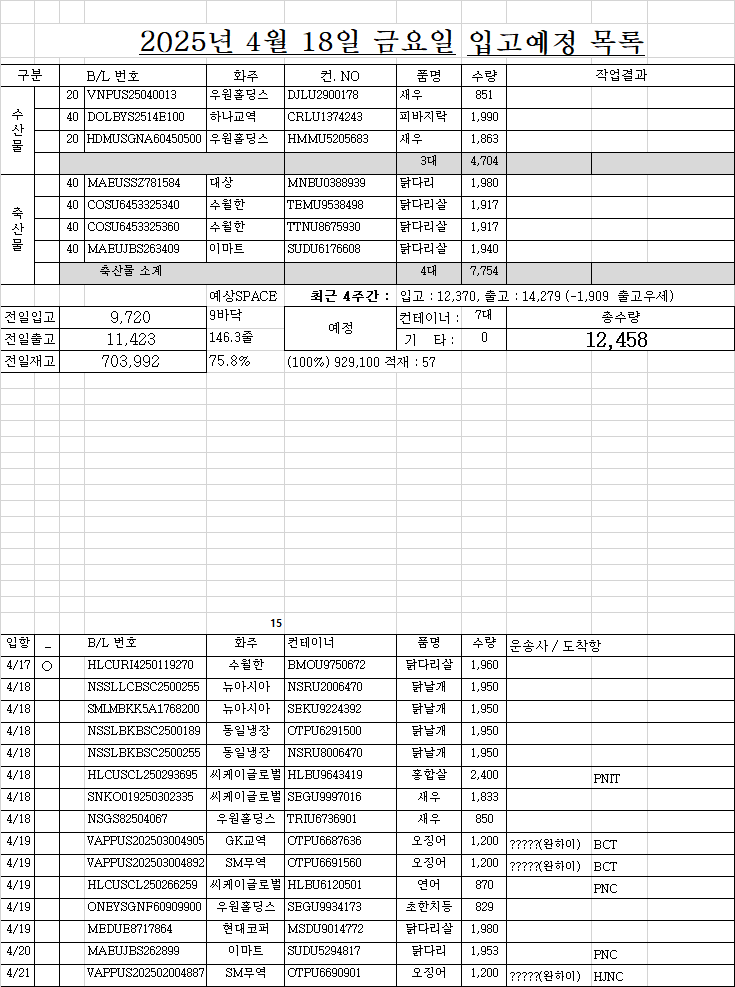 2025년 4월 18일 금요일 입고예정 목록
구분 B/L 번호 화주 컨. NO 품명 수량 작업결과
수산물
20 VNPUS25040013 우원홀딩스 DJLU2900178 새우 851
40 DOLBYS2514E100 하나교역 CRLU1374243 피바지락 1,990
20 HDMUSGNA60450500 우원홀딩스 HMMU5205683 새우 1,863
3대 4,704
축산물
40 MAEUSSZ781584 대상 MNBU0388939 닭다리 1,980
40 COSU6453325340 수월한 TEMU9538498 닭다리살 1,917
40 COSU6453325360 수월한 TTNU8675930 닭다리살 1,917
40 MAEUJBS263409 이마트 SUDU6176608 닭다리살 1,940
축산물 소계 4대 7,754
예상SPACE 최근 4주간 : 입고 : 12,370, 출고 : 14,279 (-1,909 출고우세)
전일입고 9,720 9바닥 예정 컨테이너 : 7대 총수량
전일출고 11,423 146.3줄 기 타 : 0 12,458
전일재고 703,992 75.8% (100%) 929,100 적재 : 57
15
입항 _ B/L 번호 화주 컨테이너 품명 수량 운송사 / 도착항
4/17 ○ HLCURI4250119270 수월한 BMOU9750672 닭다리살 1,960
4/18 NSSLLCBSC2500255 뉴아시아 NSRU2006470 닭날개 1,950
4/18 SMLMBKK5A1768200 뉴아시아 SEKU9224392 닭날개 1,950
4/18 NSSLBKBSC2500189 동일냉장 OTPU6291500 닭날개 1,950
4/18 NSSLBKBSC2500255 동일냉장 NSRU8006470 닭날개 1,950
4/18 HLCUSCL250293695 씨케이글로벌 HLBU9643419 홍합살 2,400 PNIT
4/18 SNKO019250302335 씨케이글로벌 SEGU9997016 새우 1,833
4/18 NSGS82504067 우원홀딩스 TRIU6736901 새우 850
4/19 VAPPUS202503004905 GK교역 OTPU6687636 오징어 1,200 ?????(완하이) BCT
4/19 VAPPUS202503004892 SM무역 OTPU6691560 오징어 1,200 ?????(완하이) BCT
4/19 HLCUSCL250266259 씨케이글로벌 HLBU6120501 연어 870 PNC
4/19 ONEYSGNF60909900 우원홀딩스 SEGU9934173 초한치등 829
4/19 MEDUE8717864 현대코퍼 MSDU9014772 닭다리살 1,980
4/20 MAEUJBS262899 이마트 SUDU5294817 닭다리 1,953 PNC
4/21 VAPPUS202502004887 SM무역 OTPU6690901 오징어 1,200 ?????(완하이) HJNC